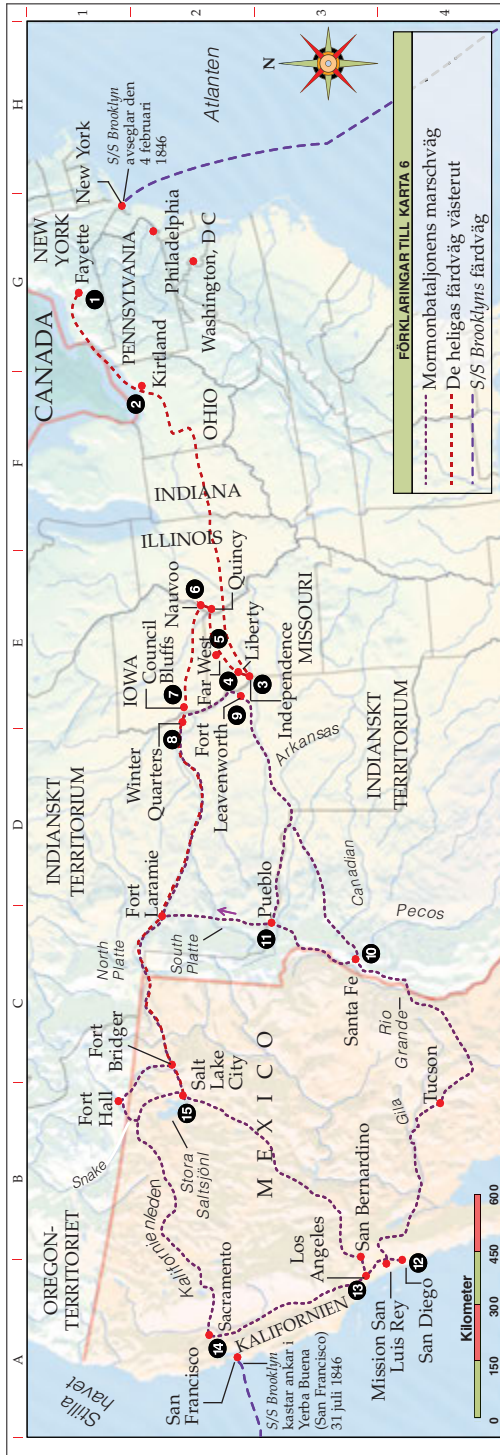 A
B
C
D
E
F
G
H
1
2
3
4
Stilla
havet
OREGON-
TERRITORIET
Fort
Hall
Snake
Kalifornienleden
Fort
Bridger
North
Platte
South
Platte
Fort
Laramie
INDIANSKT
TERRITORIUM
Winter
Quarters
8
7
IOWA
Council
Bluffs
6
Nauvoo
Quincy
5
Far West
4
Liberty
3
Independence
9
Fort
Leavenworth
MISSOURI
ILLINOIS
INDIANA
OHIO
2
Kirtland
CANADA
1
NEW
YORK
Fayette
PENNSYLVANIA
New York
Philadelphia
Washington, D C
S/S Brooklyn
avseglar den
4 februari
1846
Atlanten
N
San
Francisco
14
Sacramento
S/S Brooklyn
kastar ankar i
Yerba Buena
(San Francisco)
31 juli 1846
KALIFORNIEN
15
Salt
Lake
City
Stora
Saltsjönl
MEXICO
Los
Angeles
13
San Bernardino
Mission San
Luis Rey
12
San Diego
Gila
Tucson
Rio
Grande
10
Santa Fe
11
Pueblo
Pecos
Canadian
Arkansas
INDIANSKT
TERRITORIUM
Kilometer
0
150
300
450
600
FÖRKLARINGAR TILL KARTA 6
Mormonbataljonens marschväg
De heligas färdväg västerut
S/S Brooklyns färdväg